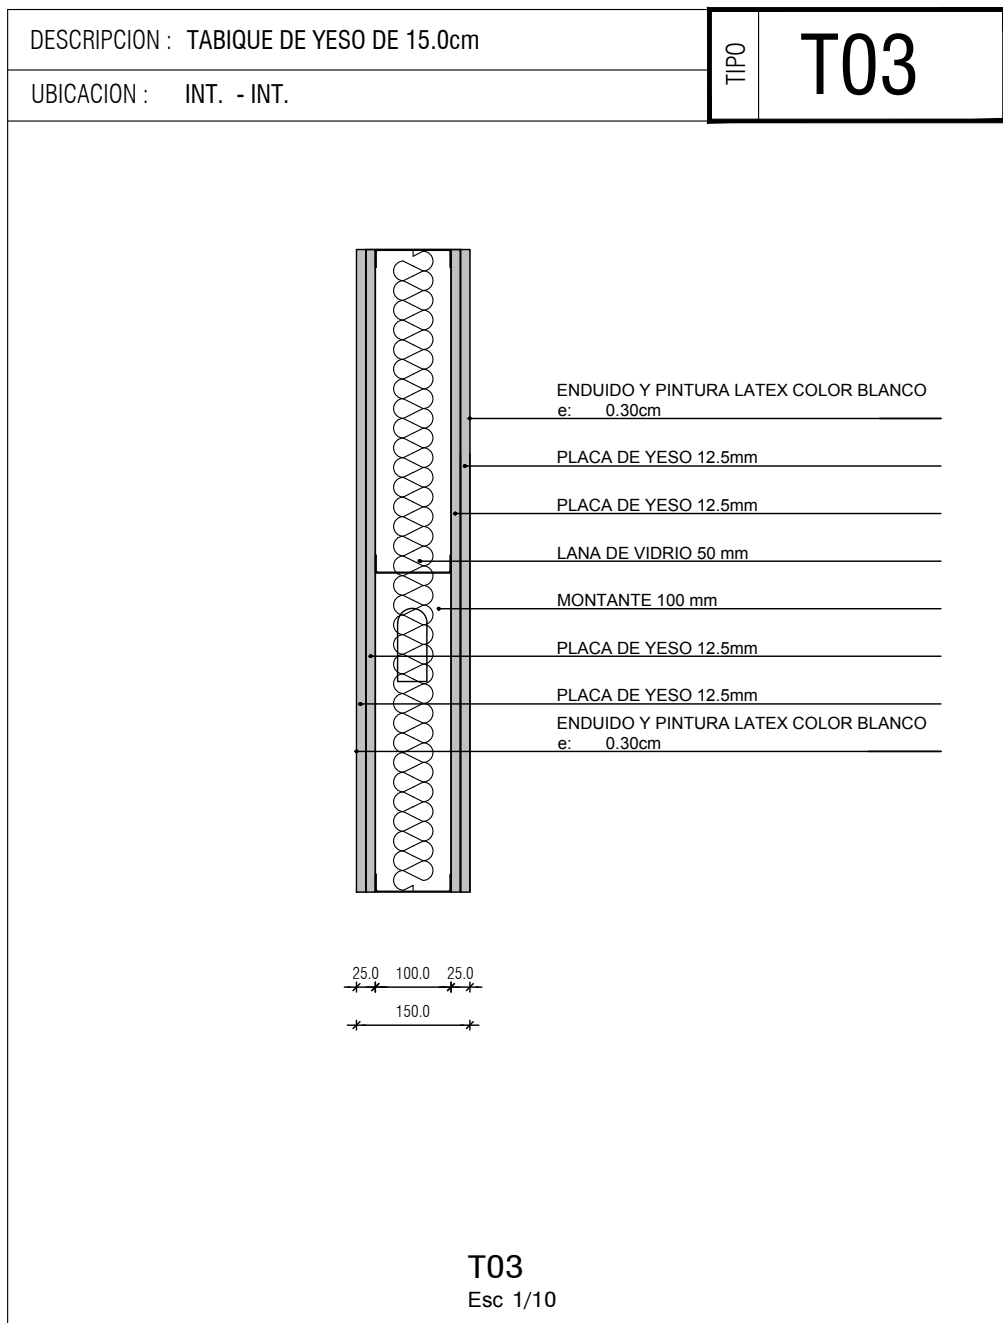 DESCRIPCION : TABIQUE DE YESO DE 15.0cm
UBICACION : INT. - INT.
TIPO
T03
ENDUIDO Y PINTURA LATEX COLOR BLANCO
e: 0.30cm
PLACA DE YESO 12.5mm
PLACA DE YESO 12.5mm
LANA DE VIDRIO 50 mm
MONTANTE 100 mm
PLACA DE YESO 12.5mm
PLACA DE YESO 12.5mm
ENDUIDO Y PINTURA LATEX COLOR BLANCO
e: 0.30cm
25.0 100.0 25.0
150.0
T03
Esc 1/10